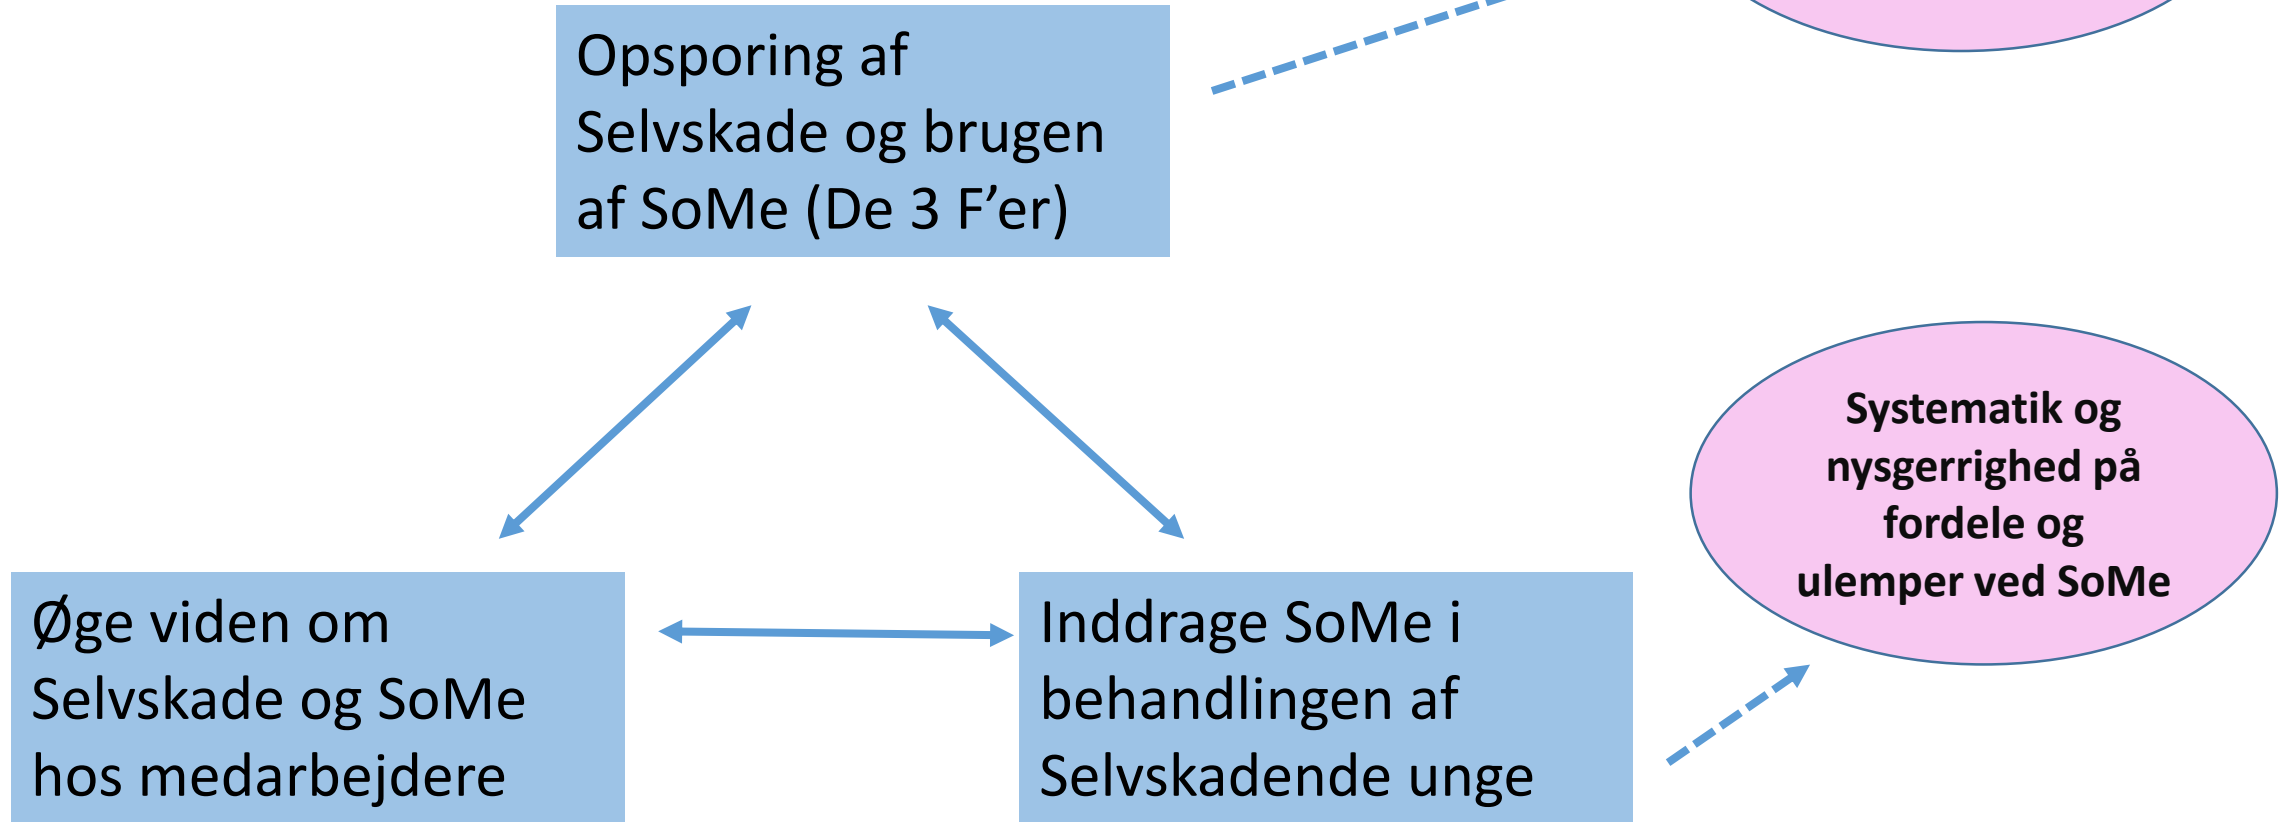 Opsporing af
Selvskade og brugen
af SoMe (De 3 F’er)
Systematik og
nysgerrighed på
fordele og
ulemper ved SoMe
Øge viden om
Selvskade og SoMe
hos medarbejdere
Inddrage SoMe i
behandlingen af
Selvskadende unge